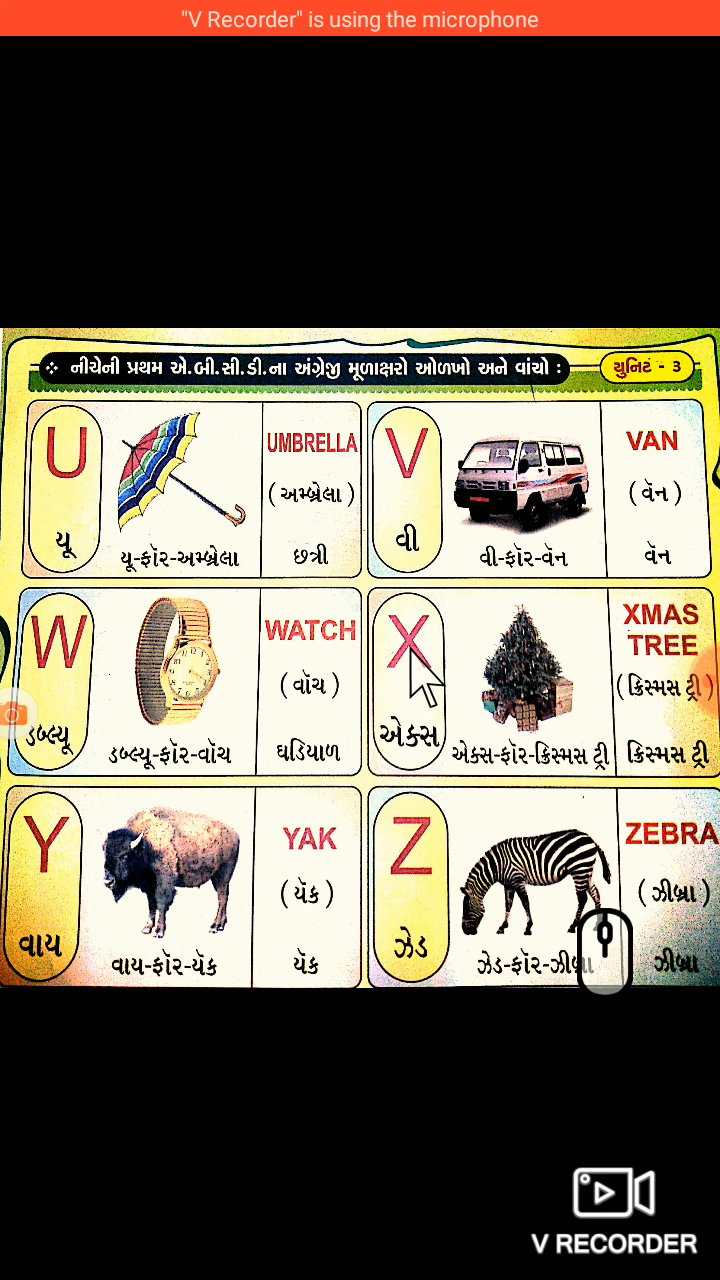 "V Recorder" is using the microphone
નીચેની પ્રથમ એ.બી.સી.ડી.ના અંગ્રેજી મૂળાક્ષરો ઓળખો અને વાંચો :
યુનિટ - ૩
U
યૂ
યૂ-ફૉર-અમ્બ્રેલા
UMBRELLA
( અમ્બ્રેલા )
છત્રી
V
વી
વી-ફૉર-વૅન
VAN
( વૅન )
વૅન
W
ડબ્લ્યૂ
ડબ્લ્યૂ-ફૉર-વૉચ
WATCH
( વૉચ )
ઘડિયાળ
X
એક્સ
એક્સ-ફૉર-ક્રિસ્મસ ટ્રી
XMAS
TREE
( ક્રિસ્મસ ટ્રી )
ક્રિસ્મસ ટ્રી
Y
વાય
વાય-ફૉર-યૅક
YAK
( યૅક )
યૅક
Z
ઝેડ
ઝેડ-ફૉર-ઝીબ્રા
ZEBRA
( ઝીબ્રા )
ઝીબ્રા
V RECORDER